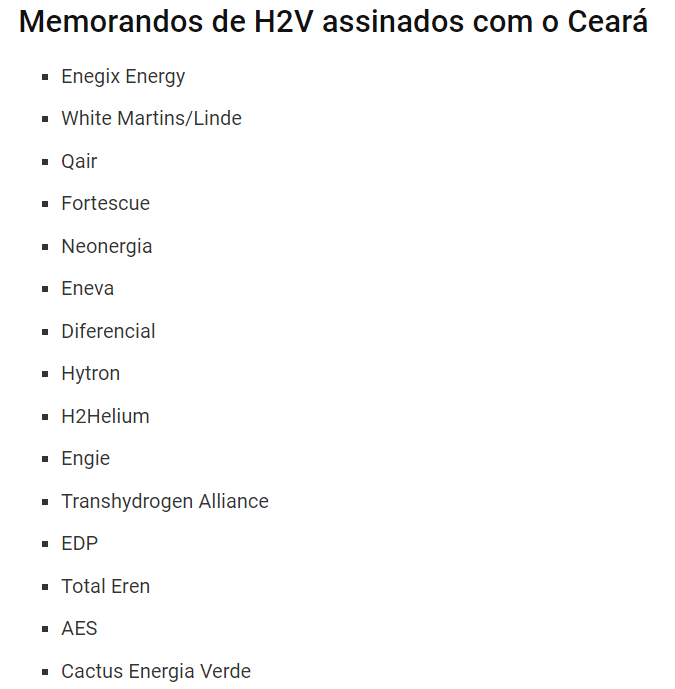 Memorandos de H2V assinados com o Ceará
Enegix Energy
White Martins/Linde
Qair
Fortescue
Neonergia
Eneva
Diferencial
Hytron
H2Helium
Engie
Transhydrogen Alliance
EDP
Total Eren
AES
Cactus Energia Verde